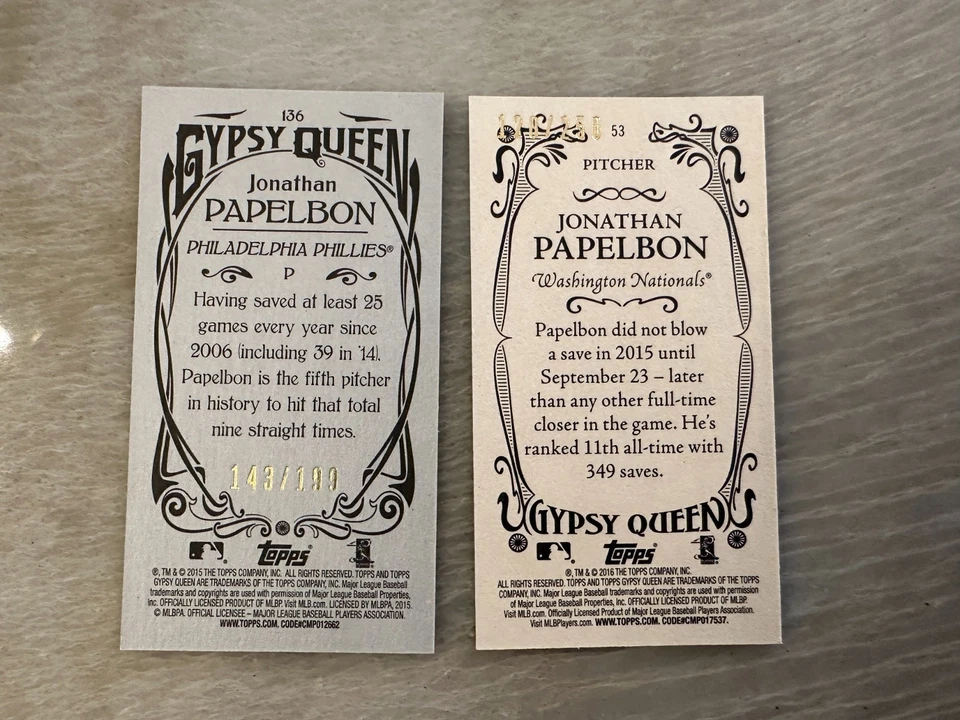 136
GYPSY QUEEN
Jonathan
PAPELBON
PHILADELPHIA PHILLIES®
P
Having saved at least 25
games every year since
2006 (including 39 in '14),
Papelbon is the fifth pitcher
in history to hit that total
nine straight times.
143/199
topps®
®, TM & © 2015 THE TOPPS COMPANY, INC. ALL RIGHTS RESERVED. TOPPS AND TOPPS
GYPSY QUEEN ARE TRADEMARKS OF THE TOPPS COMPANY, INC. Major League Baseball
trademarks and copyrights are used with permission
of Major League Baseball Properties,
Inc. OFFICIALLY LICENSED PRODUCT OF MLBP. Visit MLB.com. LICENSED BY MLBPA, 2015.
© MLBPA. OFFICIAL LICENSEE – MAJOR LEAGUE BASEBALL PLAYERS ASSOCIATION.
WWW.TOPPS.COM. CODE#CMP012662
53
PITCHER
JONATHAN
PAPELBON
Washington Nationals®
Papelbon did not blow
a save in 2015 until
September 23 – later
than any other full-time
closer in the game. He's
ranked 11th all-time with
349 saves.
GYPSY QUEEN
topps®
®, TM & © 2016 THE TOPPS COMPANY, INC.
ALL RIGHTS RESERVED. TOPPS AND TOPPS GYPSY QUEEN ARE TRADEMARKS OF THE TOPPS
COMPANY, INC. Major League Baseball trademarks and copyrights are used with permission
of Major League Baseball Properties, Inc. OFFICIALLY LICENSED PRODUCT OF MLBP.
Visit MLB.com. Officially Licensed Product of Major League Baseball Players Association.
Visit MLBPlayers.com. WWW.TOPPS.COM. CODE#CMP017537.